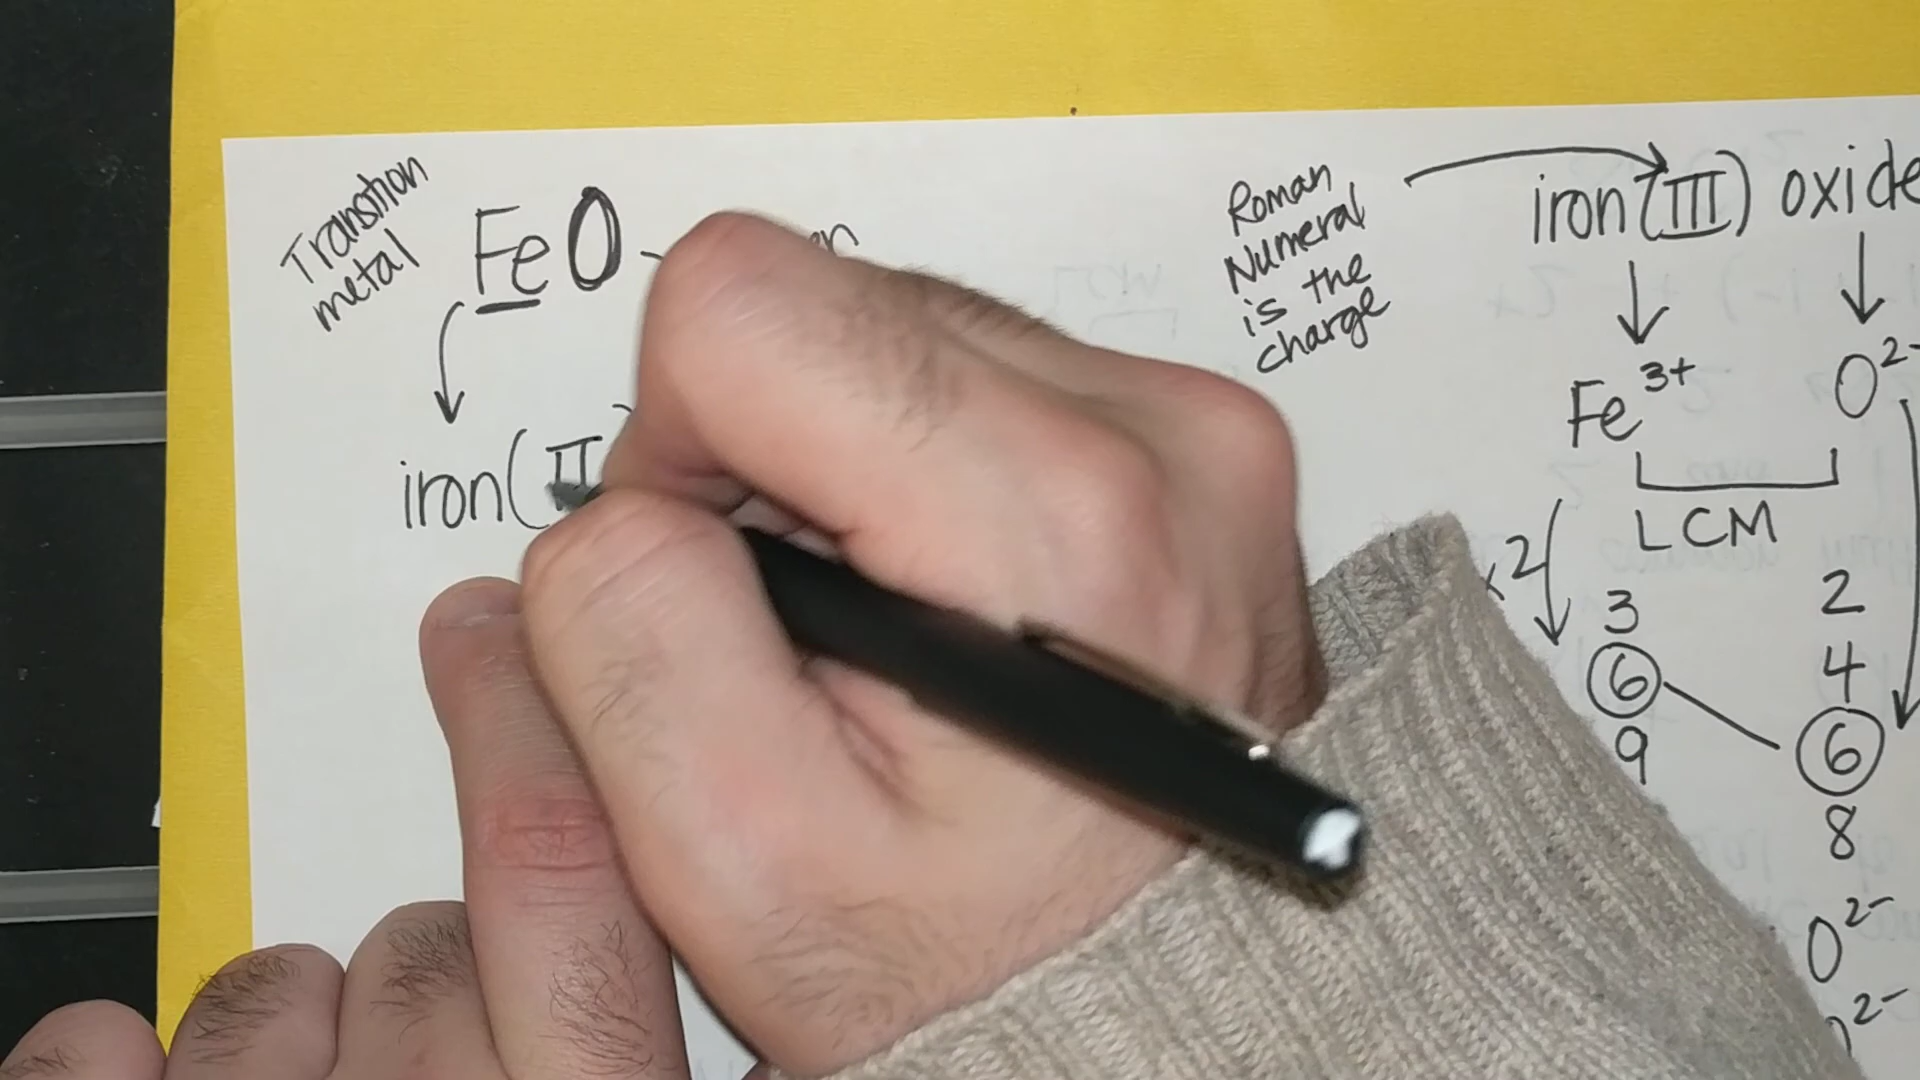 Transition
metal
FeO
iron(II
Roman
Numeral
is the
charge
iron(III) oxide
Fe3+
O2-
LCM
x2
3
6
9
2
4
6
8
O2-
2-